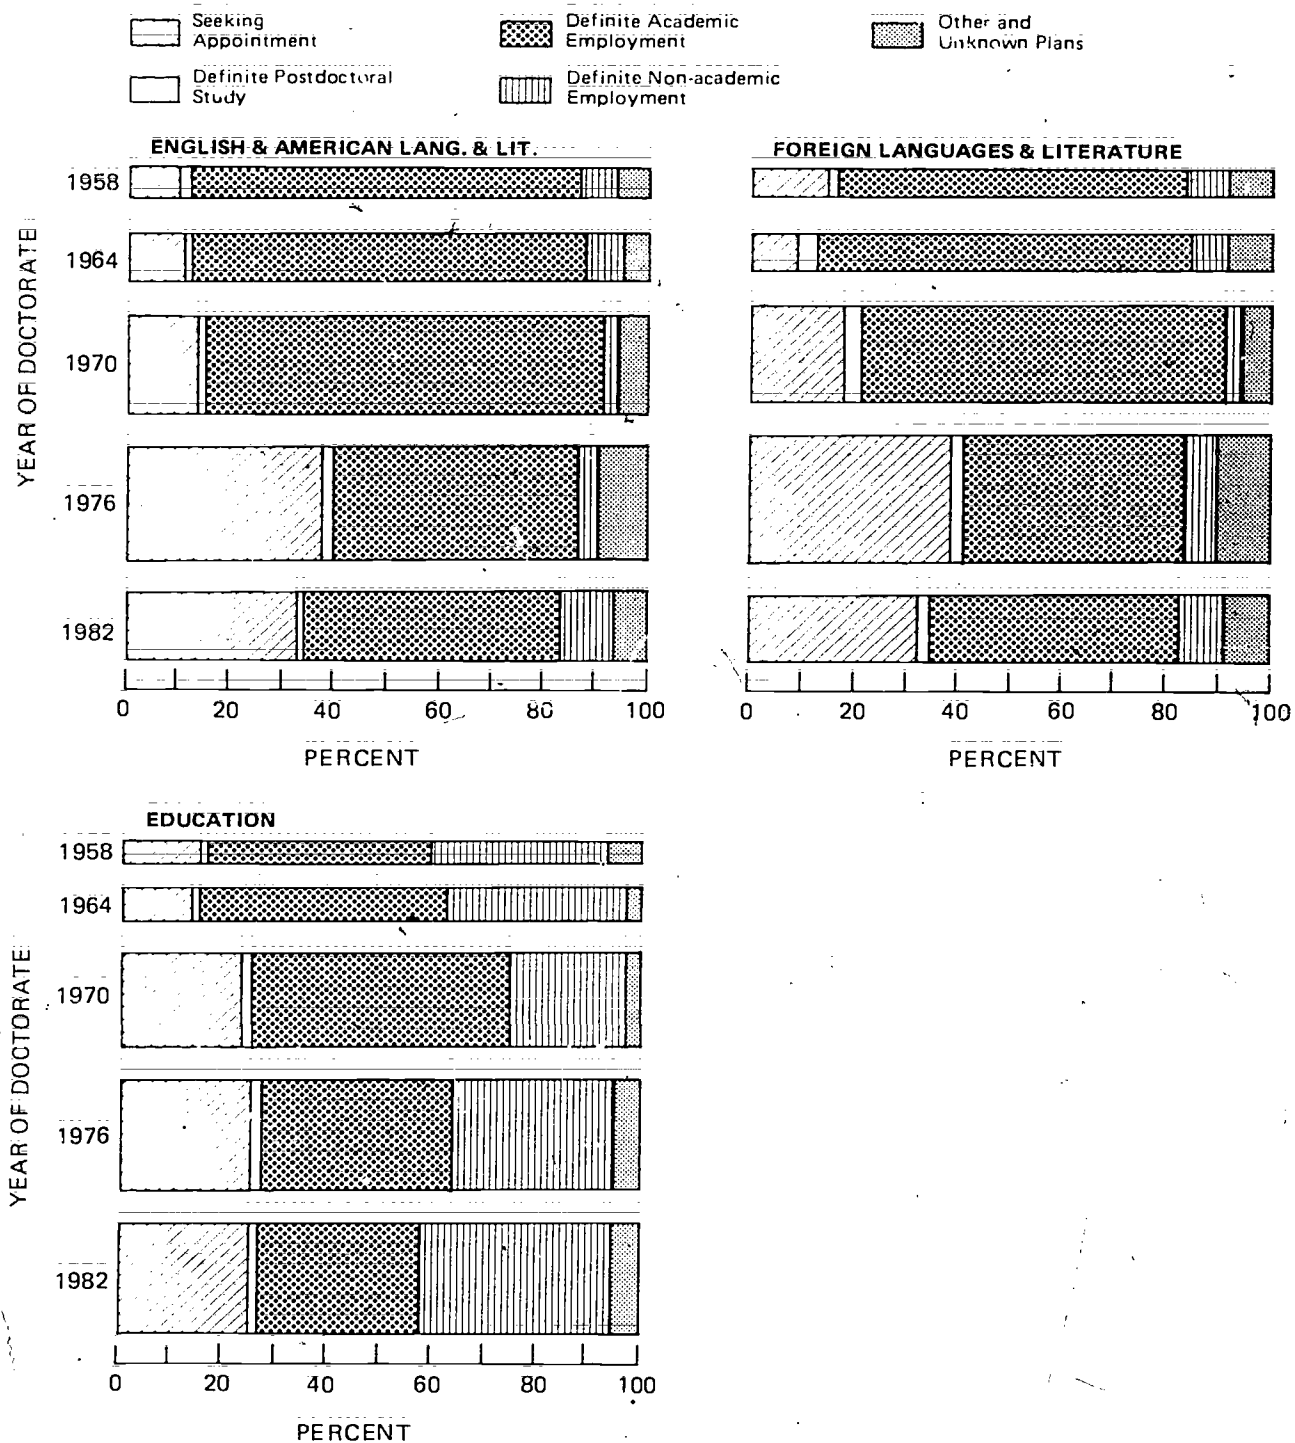 Seeking
Appointment
Definite Postdoctoral
Study
Definite Academic
Employment
Definite Non-academic
Employment
Other and
Unknown Plans
ENGLISH & AMERICAN LANG. & LIT.
YEAR OF DOCTORATE
1958
1964
1970
1976
1982
0 20 40 60 80 100
PERCENT
FOREIGN LANGUAGES & LITERATURE
0 20 40 60 80 100
PERCENT
EDUCATION
YEAR OF DOCTORATE
1958
1964
1970
1976
1982
0 20 40 60 80 100
PERCENT